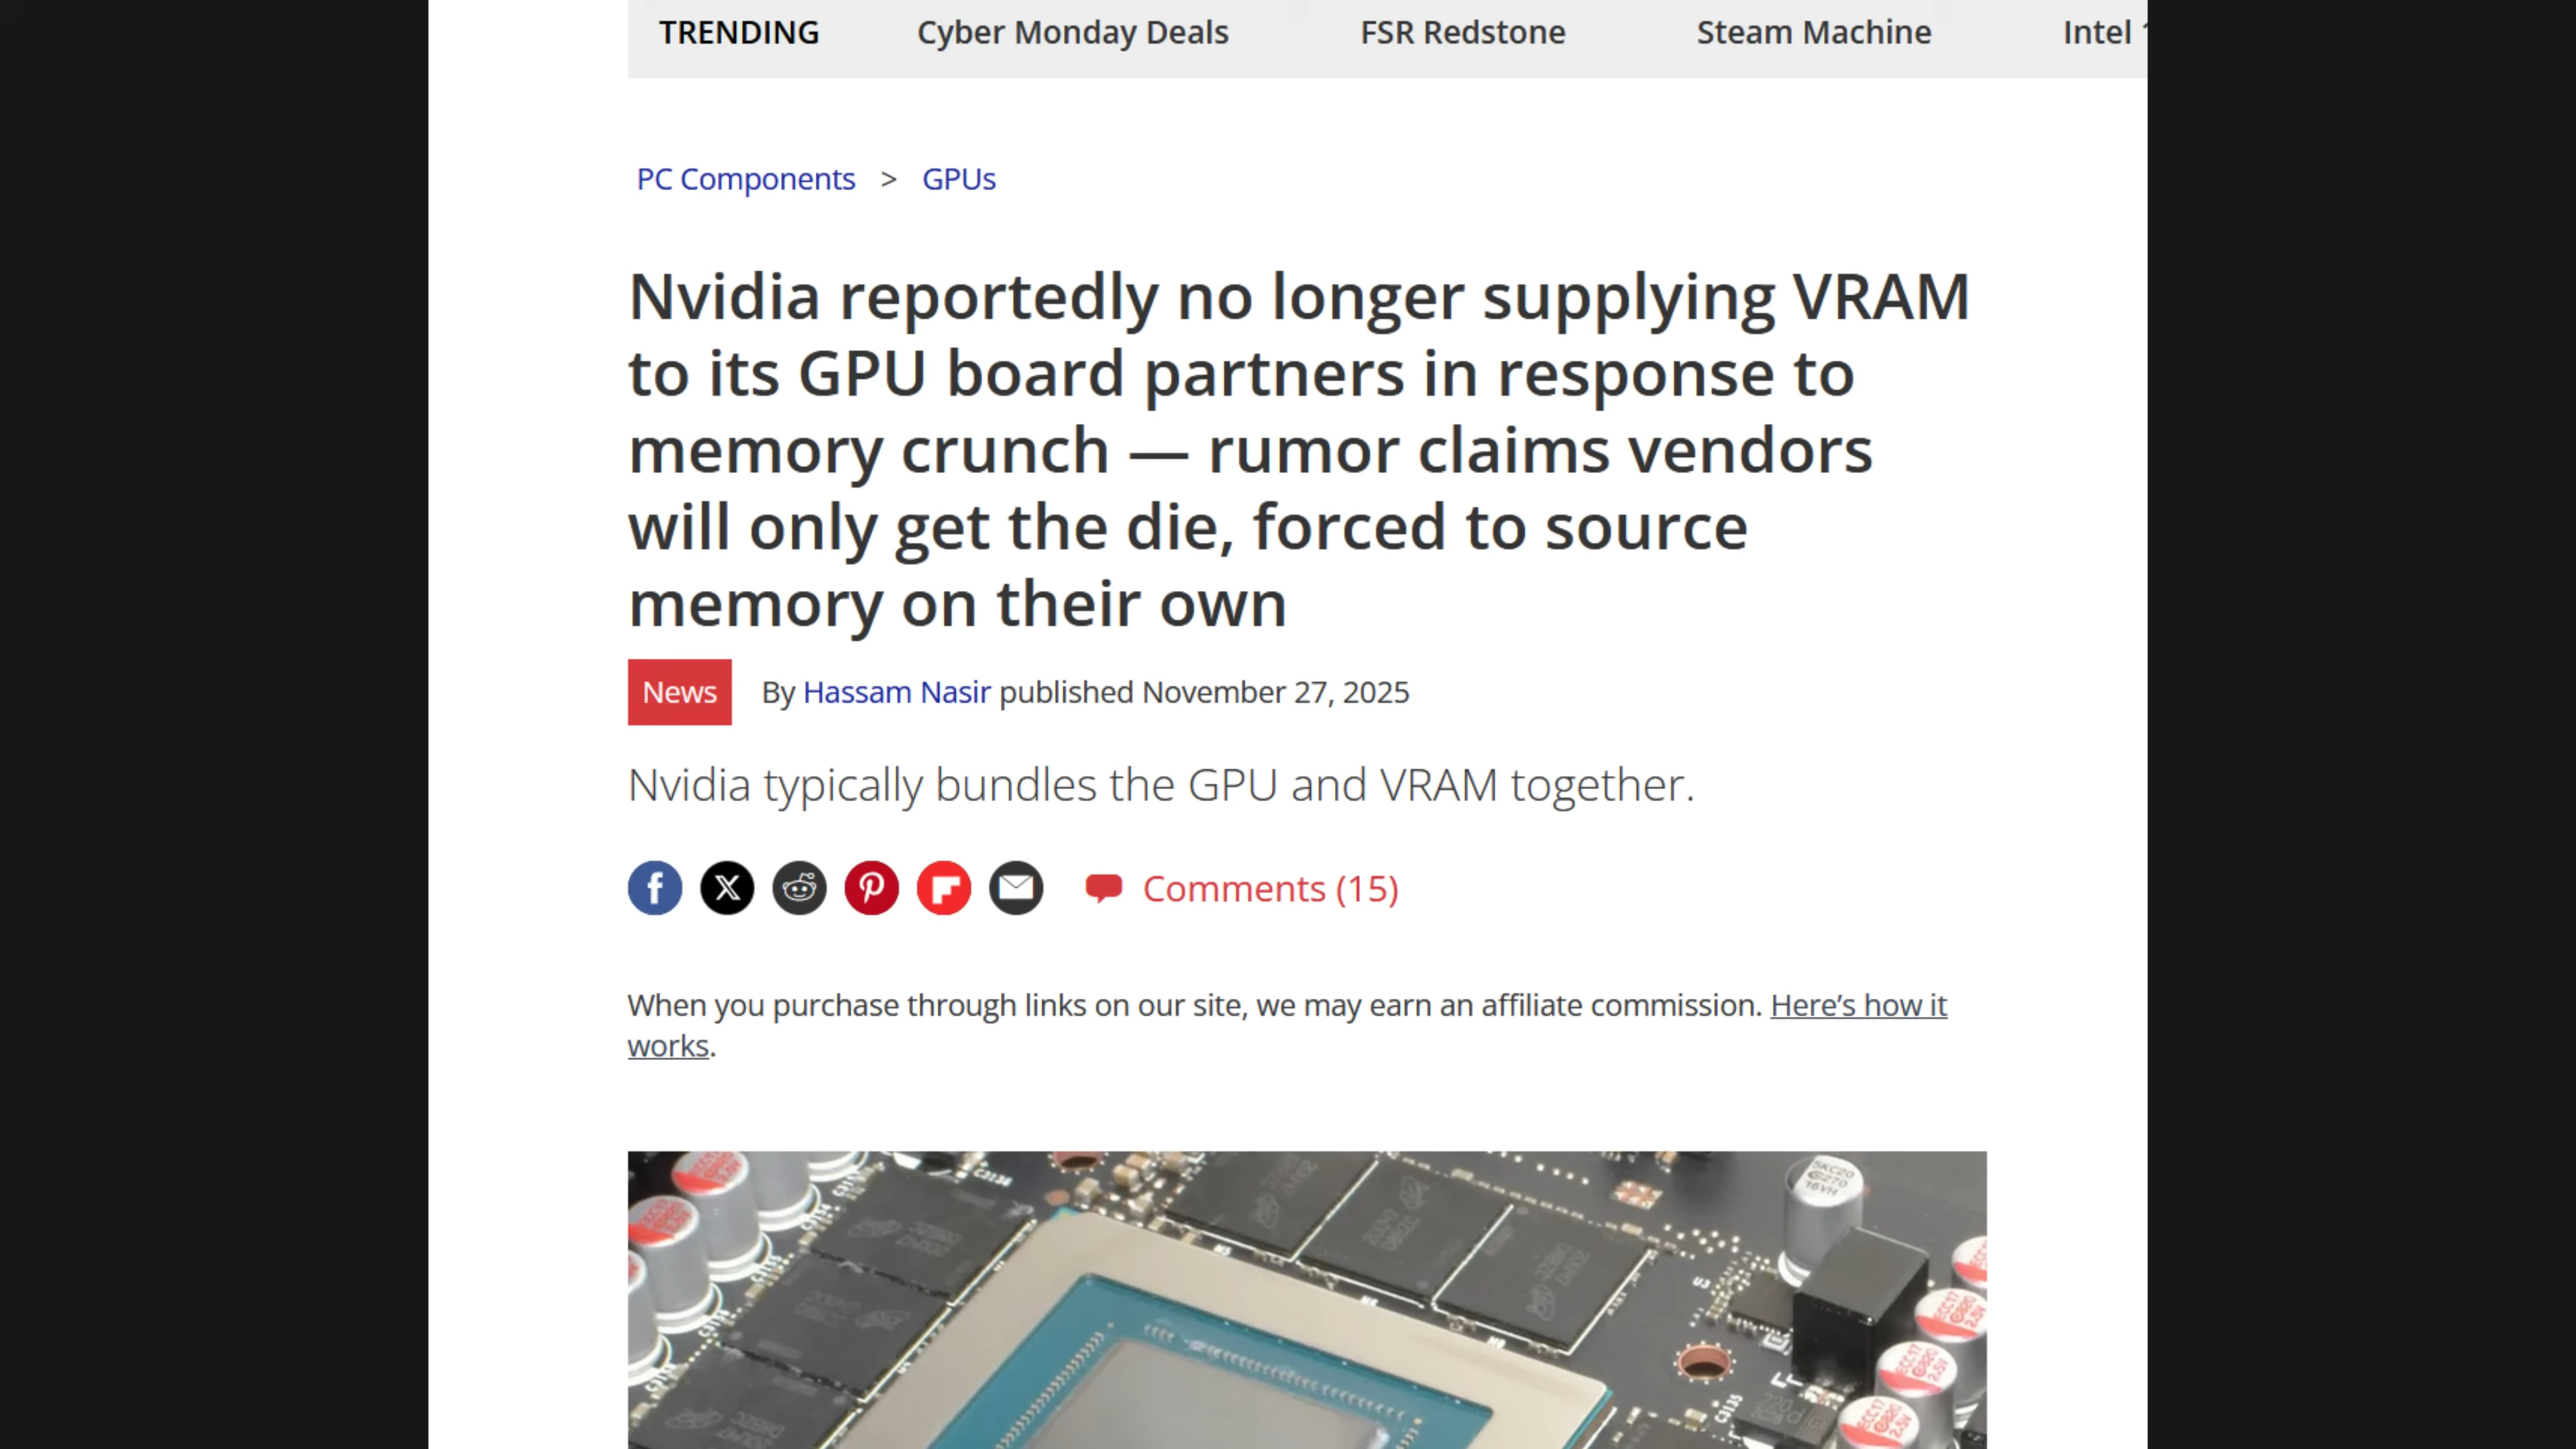 TRENDING Cyber Monday Deals FSR Redstone Steam Machine Intel
PC Components > GPUs
Nvidia reportedly no longer supplying VRAM
to its GPU board partners in response to
memory crunch — rumor claims vendors
will only get the die, forced to source
memory on their own
News By Hassam Nasir published November 27, 2025
Nvidia typically bundles the GPU and VRAM together.
Comments (15)
When you purchase through links on our site, we may earn an affiliate commission. Here’s how it
works.